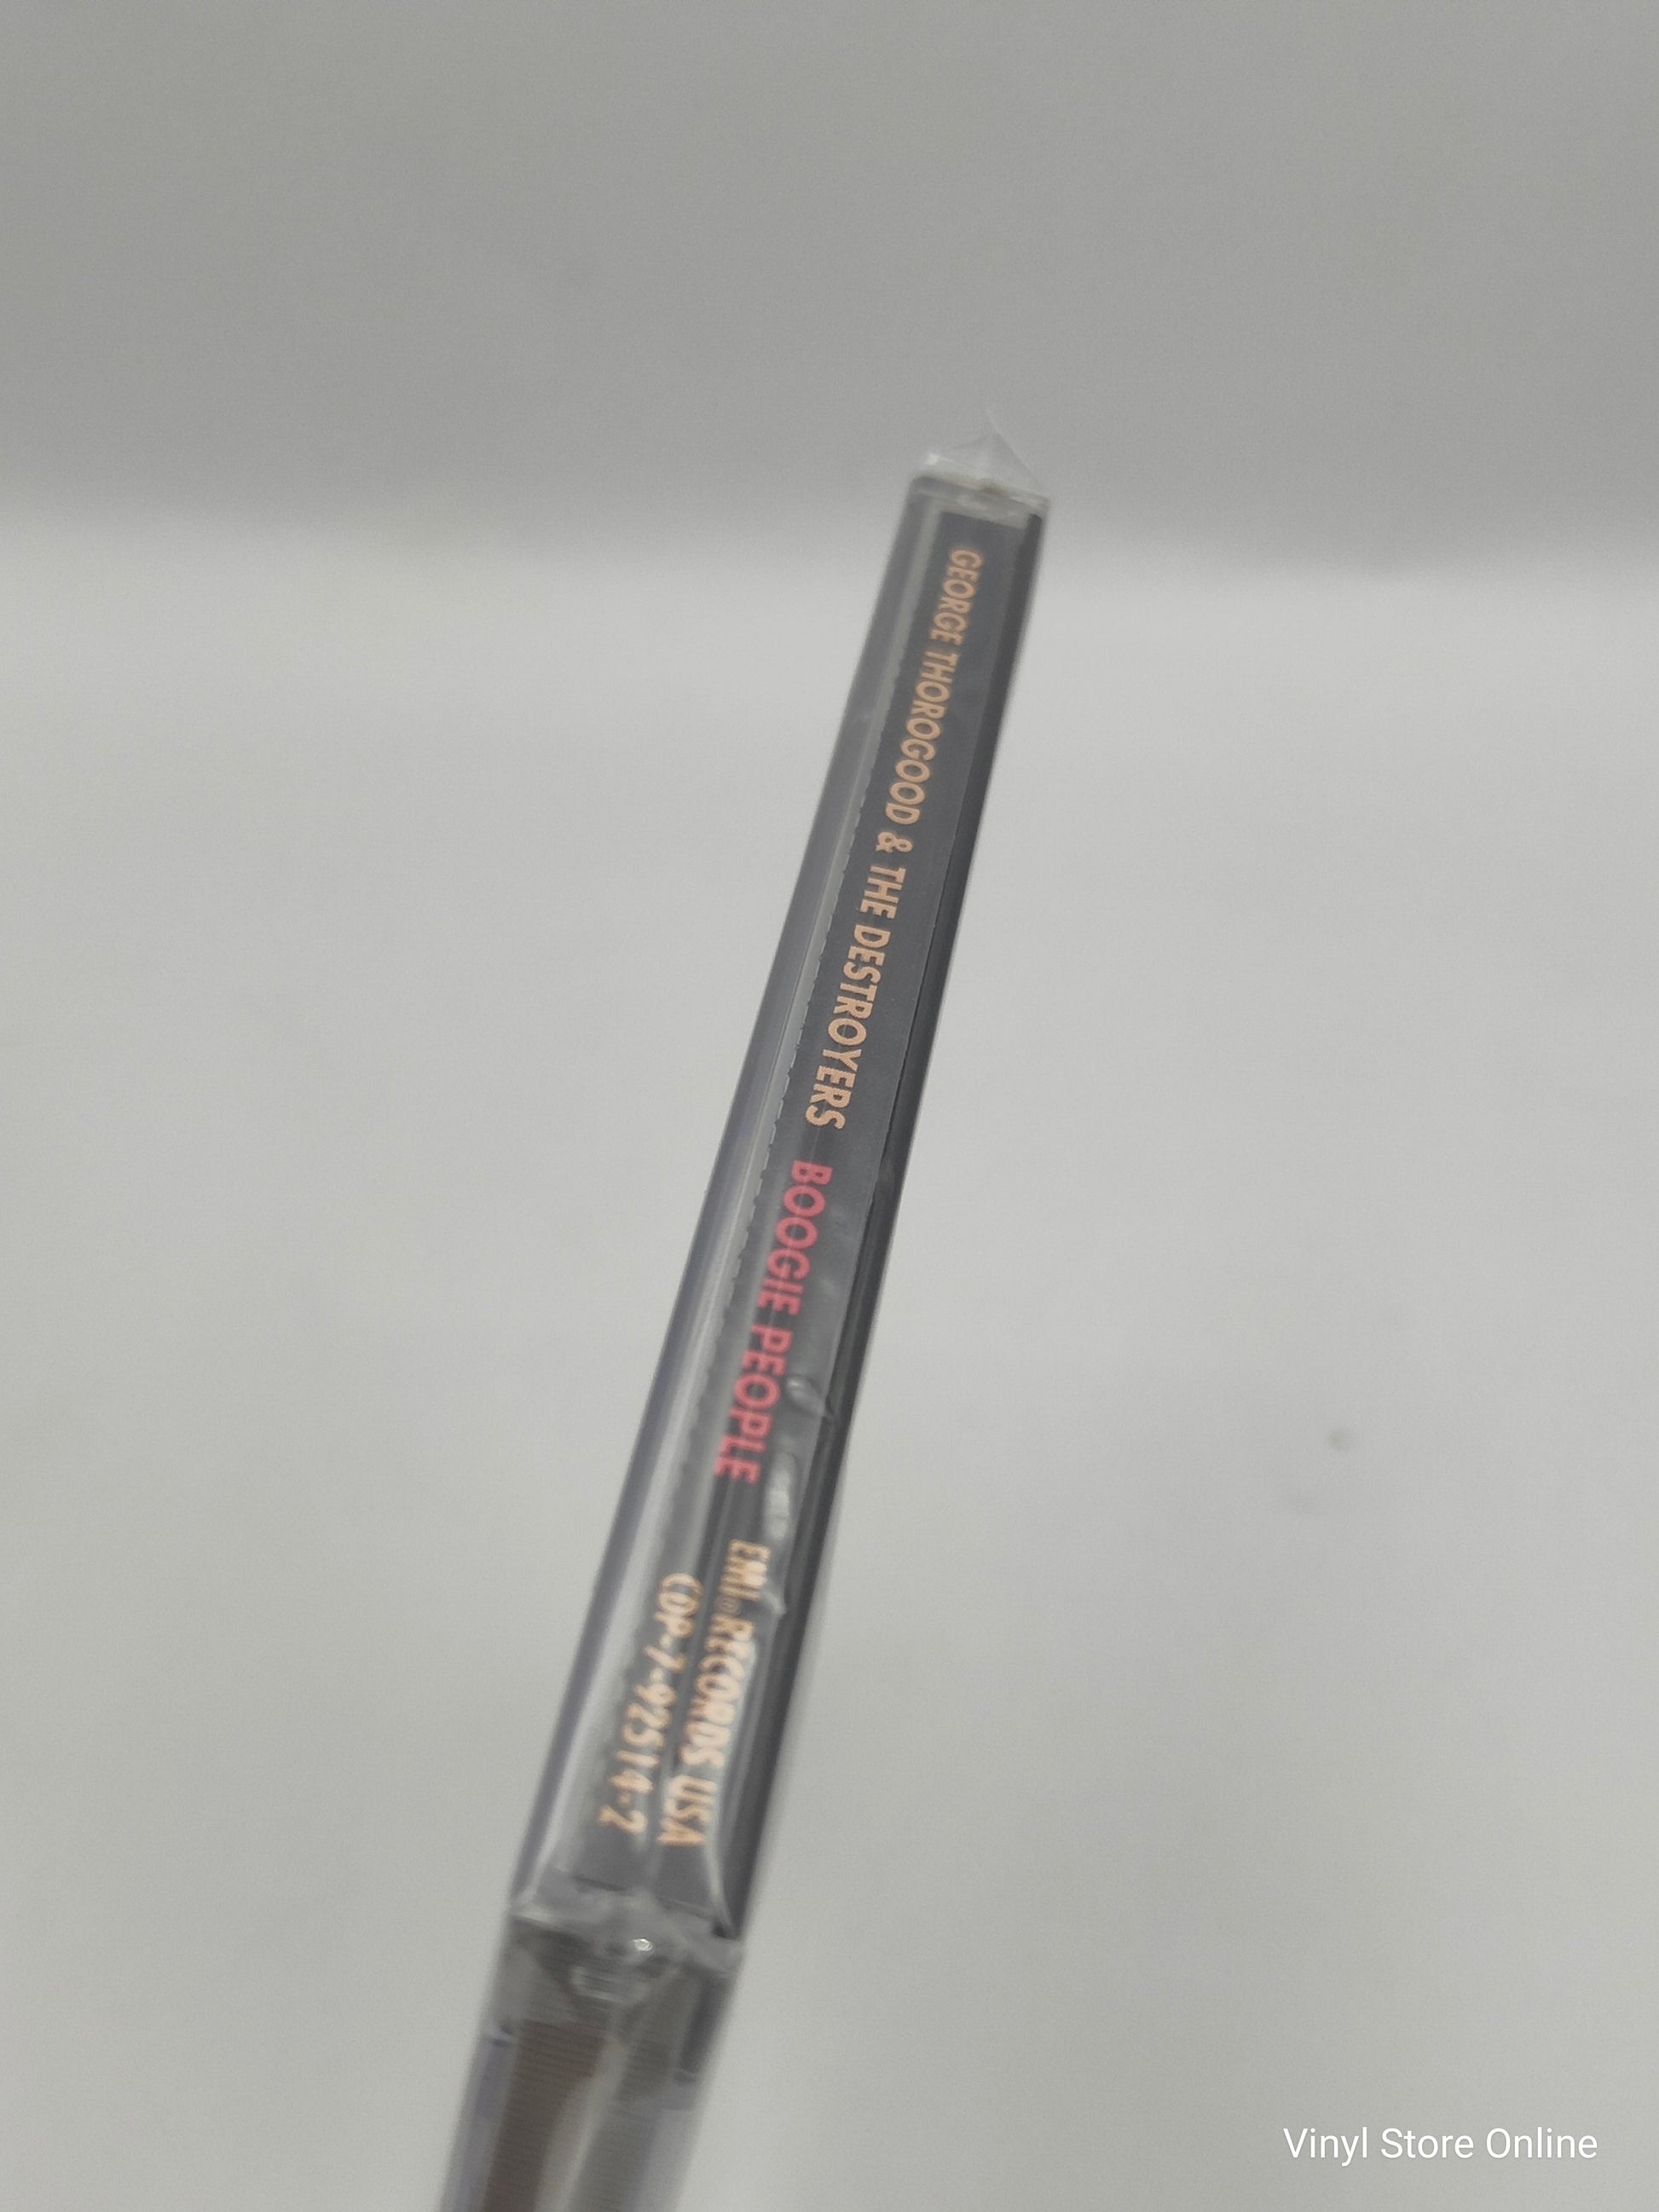 GEORGE THOROGOOD & THE DESTROYERS BOOGIE PEOPLE
EMI® RECORDS USA
CDP-7-92514-2
Vinyl Store Online